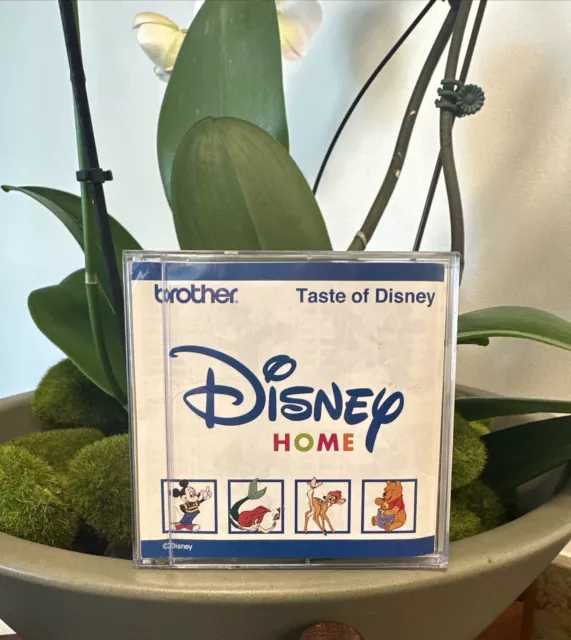 brother.
Taste of Disney
Disney
HOME
©Disney